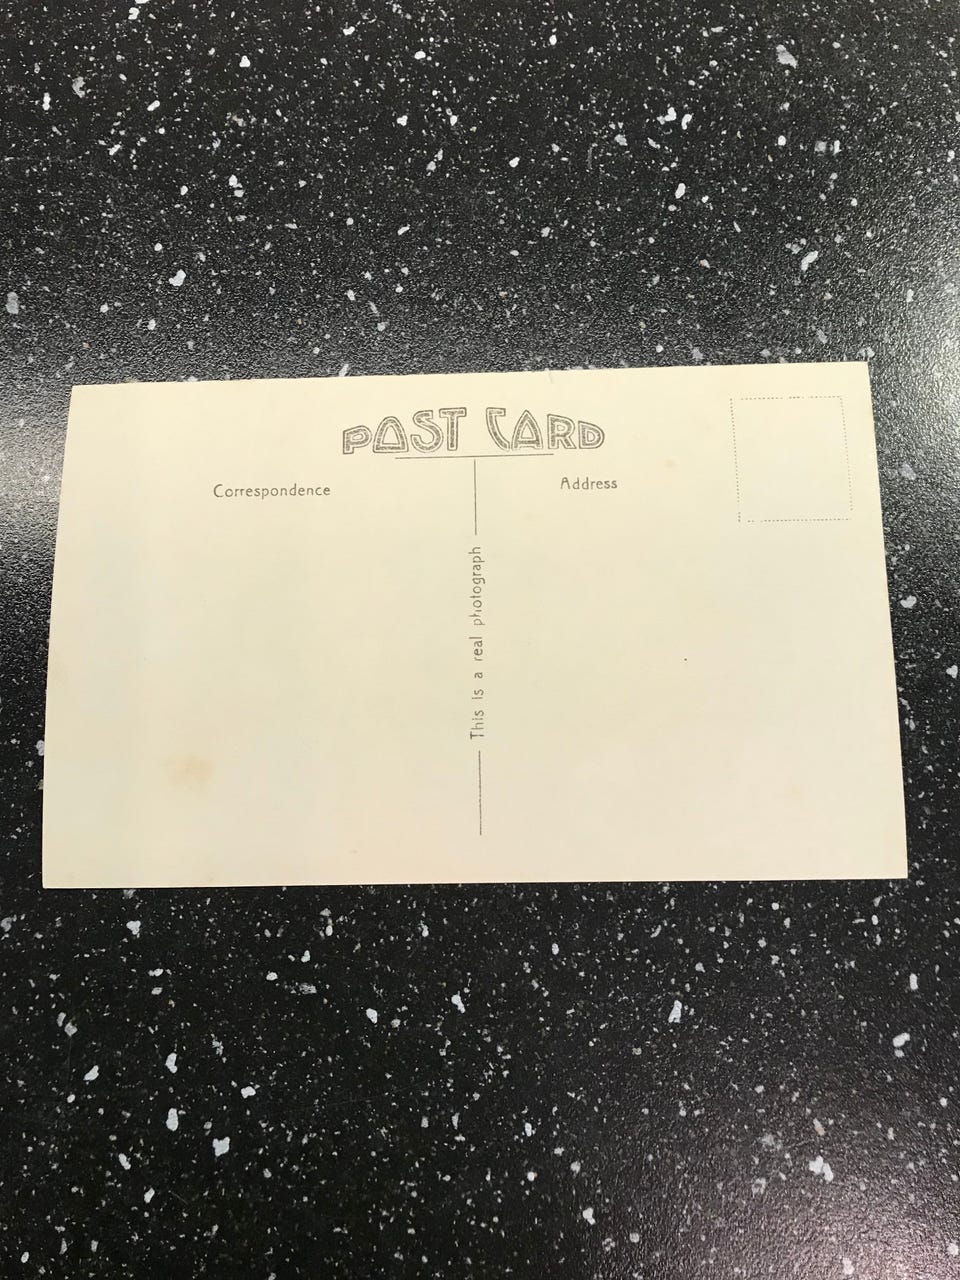 POST CARD
Correspondence
Address
This is a real photograph